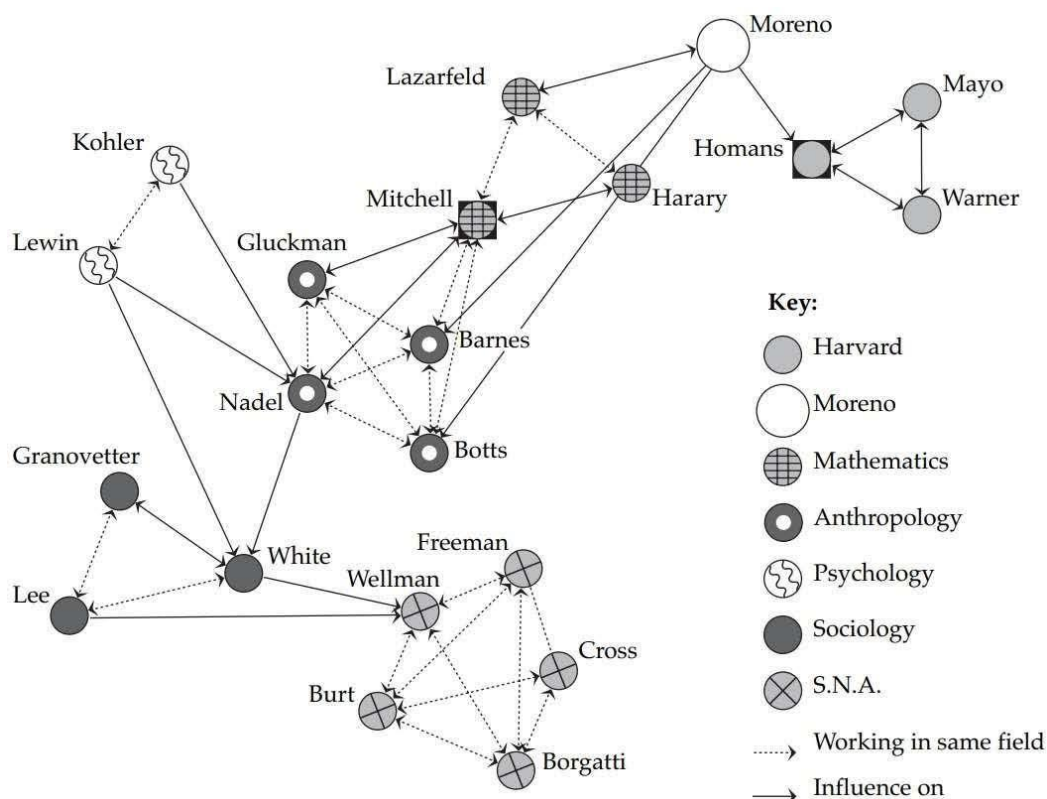 Moreno
Lazarfeld
Mayo
Kohler
Homans
Mitchell
Harary
Warner
Lewin
Gluckman
Key:
Barnes
Harvard
Nadel
Moreno
Botts
Granovetter
Mathematics
Anthropology
Freeman
White
Wellman
Psychology
Lee
Sociology
Cross
Burt
S.N.A.
Working in same field
Borgatti
Influence on